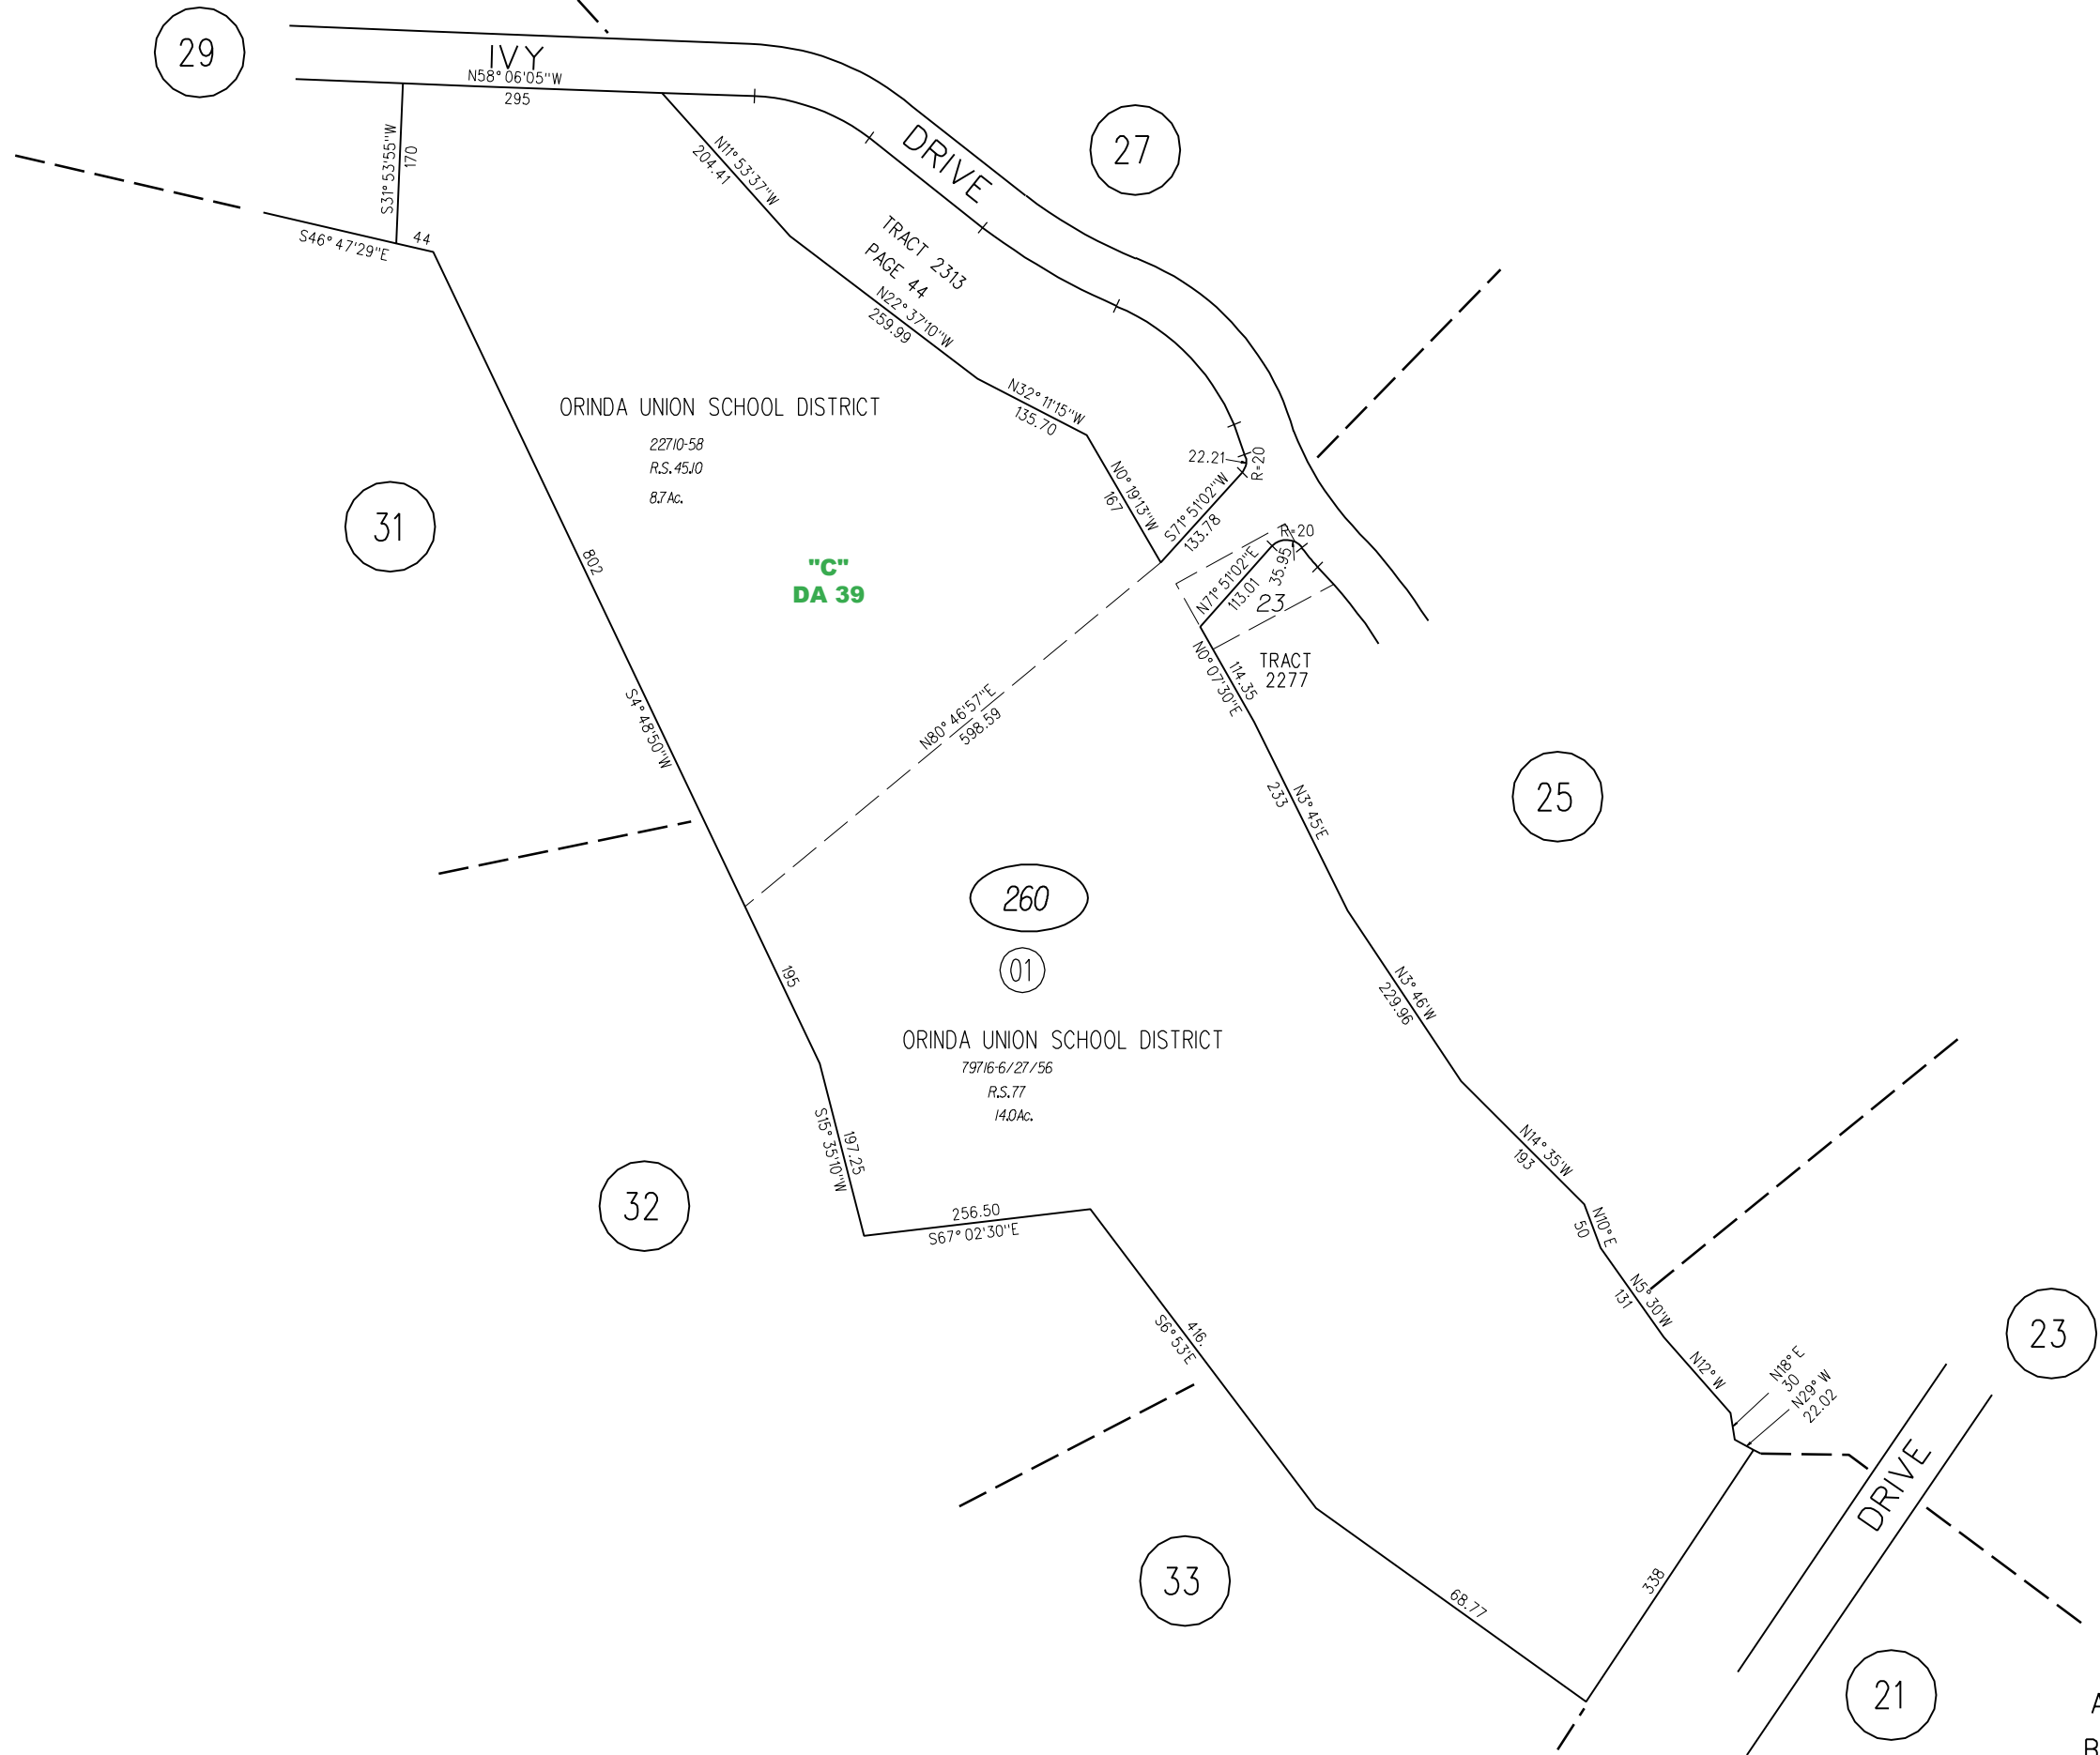 29
IVY
N58°06'05"W
295
S31°53'55"W
170
S46°47'29"E
44
DRIVE
27
N11°53'37"W
204.41
TRACT 2313
PAGE 44
N22°37'10"W
259.99
N32°11'15"W
135.70
ORINDA UNION SCHOOL DISTRICT
22710-58
R.S.45.10
8.7Ac.
22.21
R=20
N0°19'13"W
167
S71°51'02"W
133.78
31
"C"
DA 39
802
S4°48'50"W
R=20
35.95
N71°51'02"E
113.01
23
TRACT
2277
N0°07'30"E
114.35
N80°46'57"E
598.59
N3°45'E
233
25
260
01
195
N3°46'W
229.96
ORINDA UNION SCHOOL DISTRICT
79716-6/27/56
R.S.77
14.0Ac.
S15°35'10"W
197.25
N14°35'W
193
32
256.50
S67°02'30"E
N10°E
50
N5°30'W
131
416.
S6°53'E
N12°W
N18°E
30
N29°W
22.02
23
DRIVE
33
68.77
338
21
A